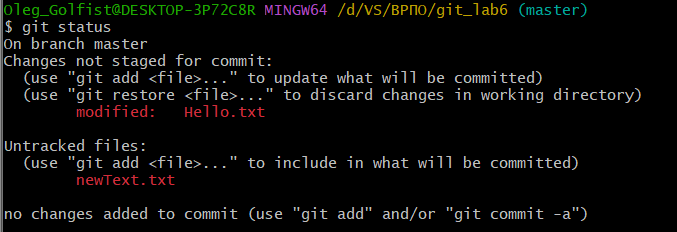 Oleg_Golfist@DESKTOP-3P72C8R MINGW64 /d/VS/ВРПО/git_lab6 (master)
$ git status
On branch master
Changes not staged for commit:
  (use "git add <file>..." to update what will be committed)
  (use "git restore <file>..." to discard changes in working directory)
        modified:   Hello.txt

Untracked files:
  (use "git add <file>..." to include in what will be committed)
        newText.txt

no changes added to commit (use "git add" and/or "git commit -a")